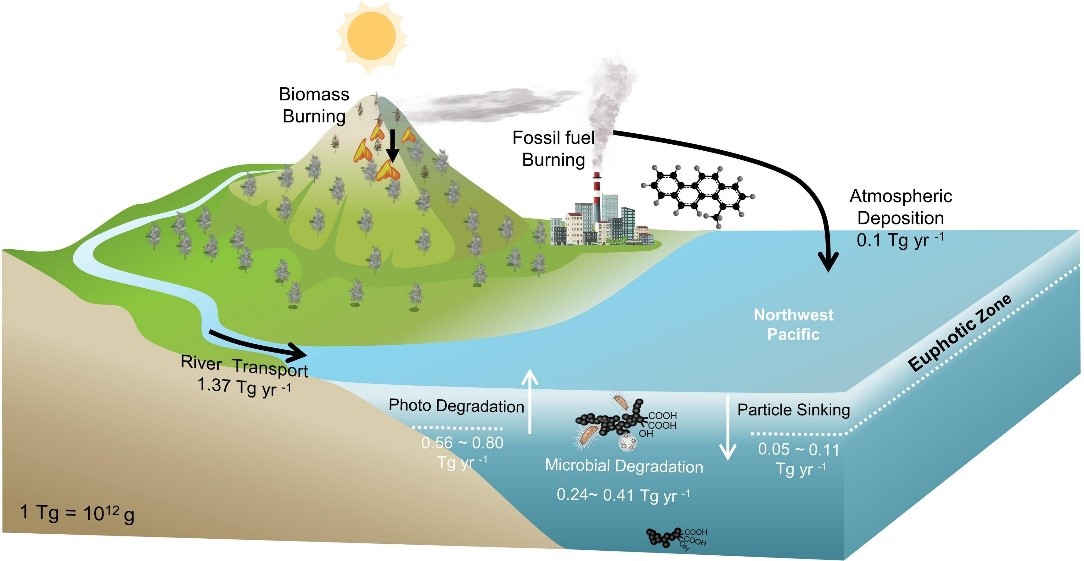 Biomass
Burning
Fossil fuel
Burning
Atmospheric
Deposition
0.1 Tg yr -1
Northwest
Pacific
Euphotic Zone
River Transport
1.37 Tg yr -1
Photo Degradation
0.56 ~ 0.80
Tg yr -1
COOH
COOH
OH
Microbial Degradation
0.24~ 0.41 Tg yr -1
Particle Sinking
0.05 ~ 0.11
Tg yr -1
COOH
COOH
OH
1 Tg = 10¹² g